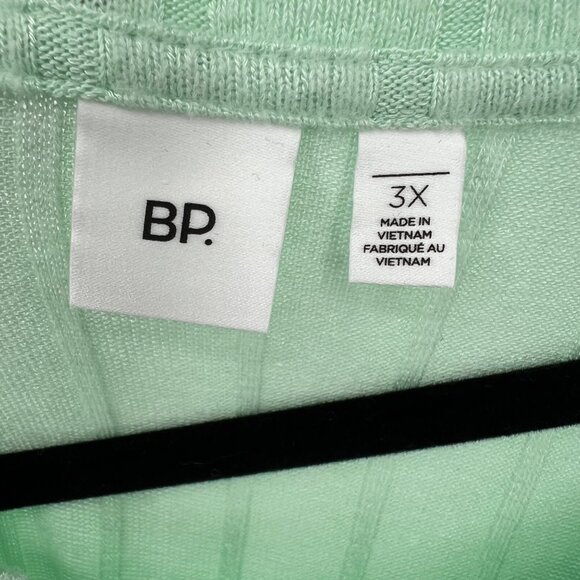 BP.
3X
MADE IN
VIETNAM
FABRIQUÉ AU
VIETNAM